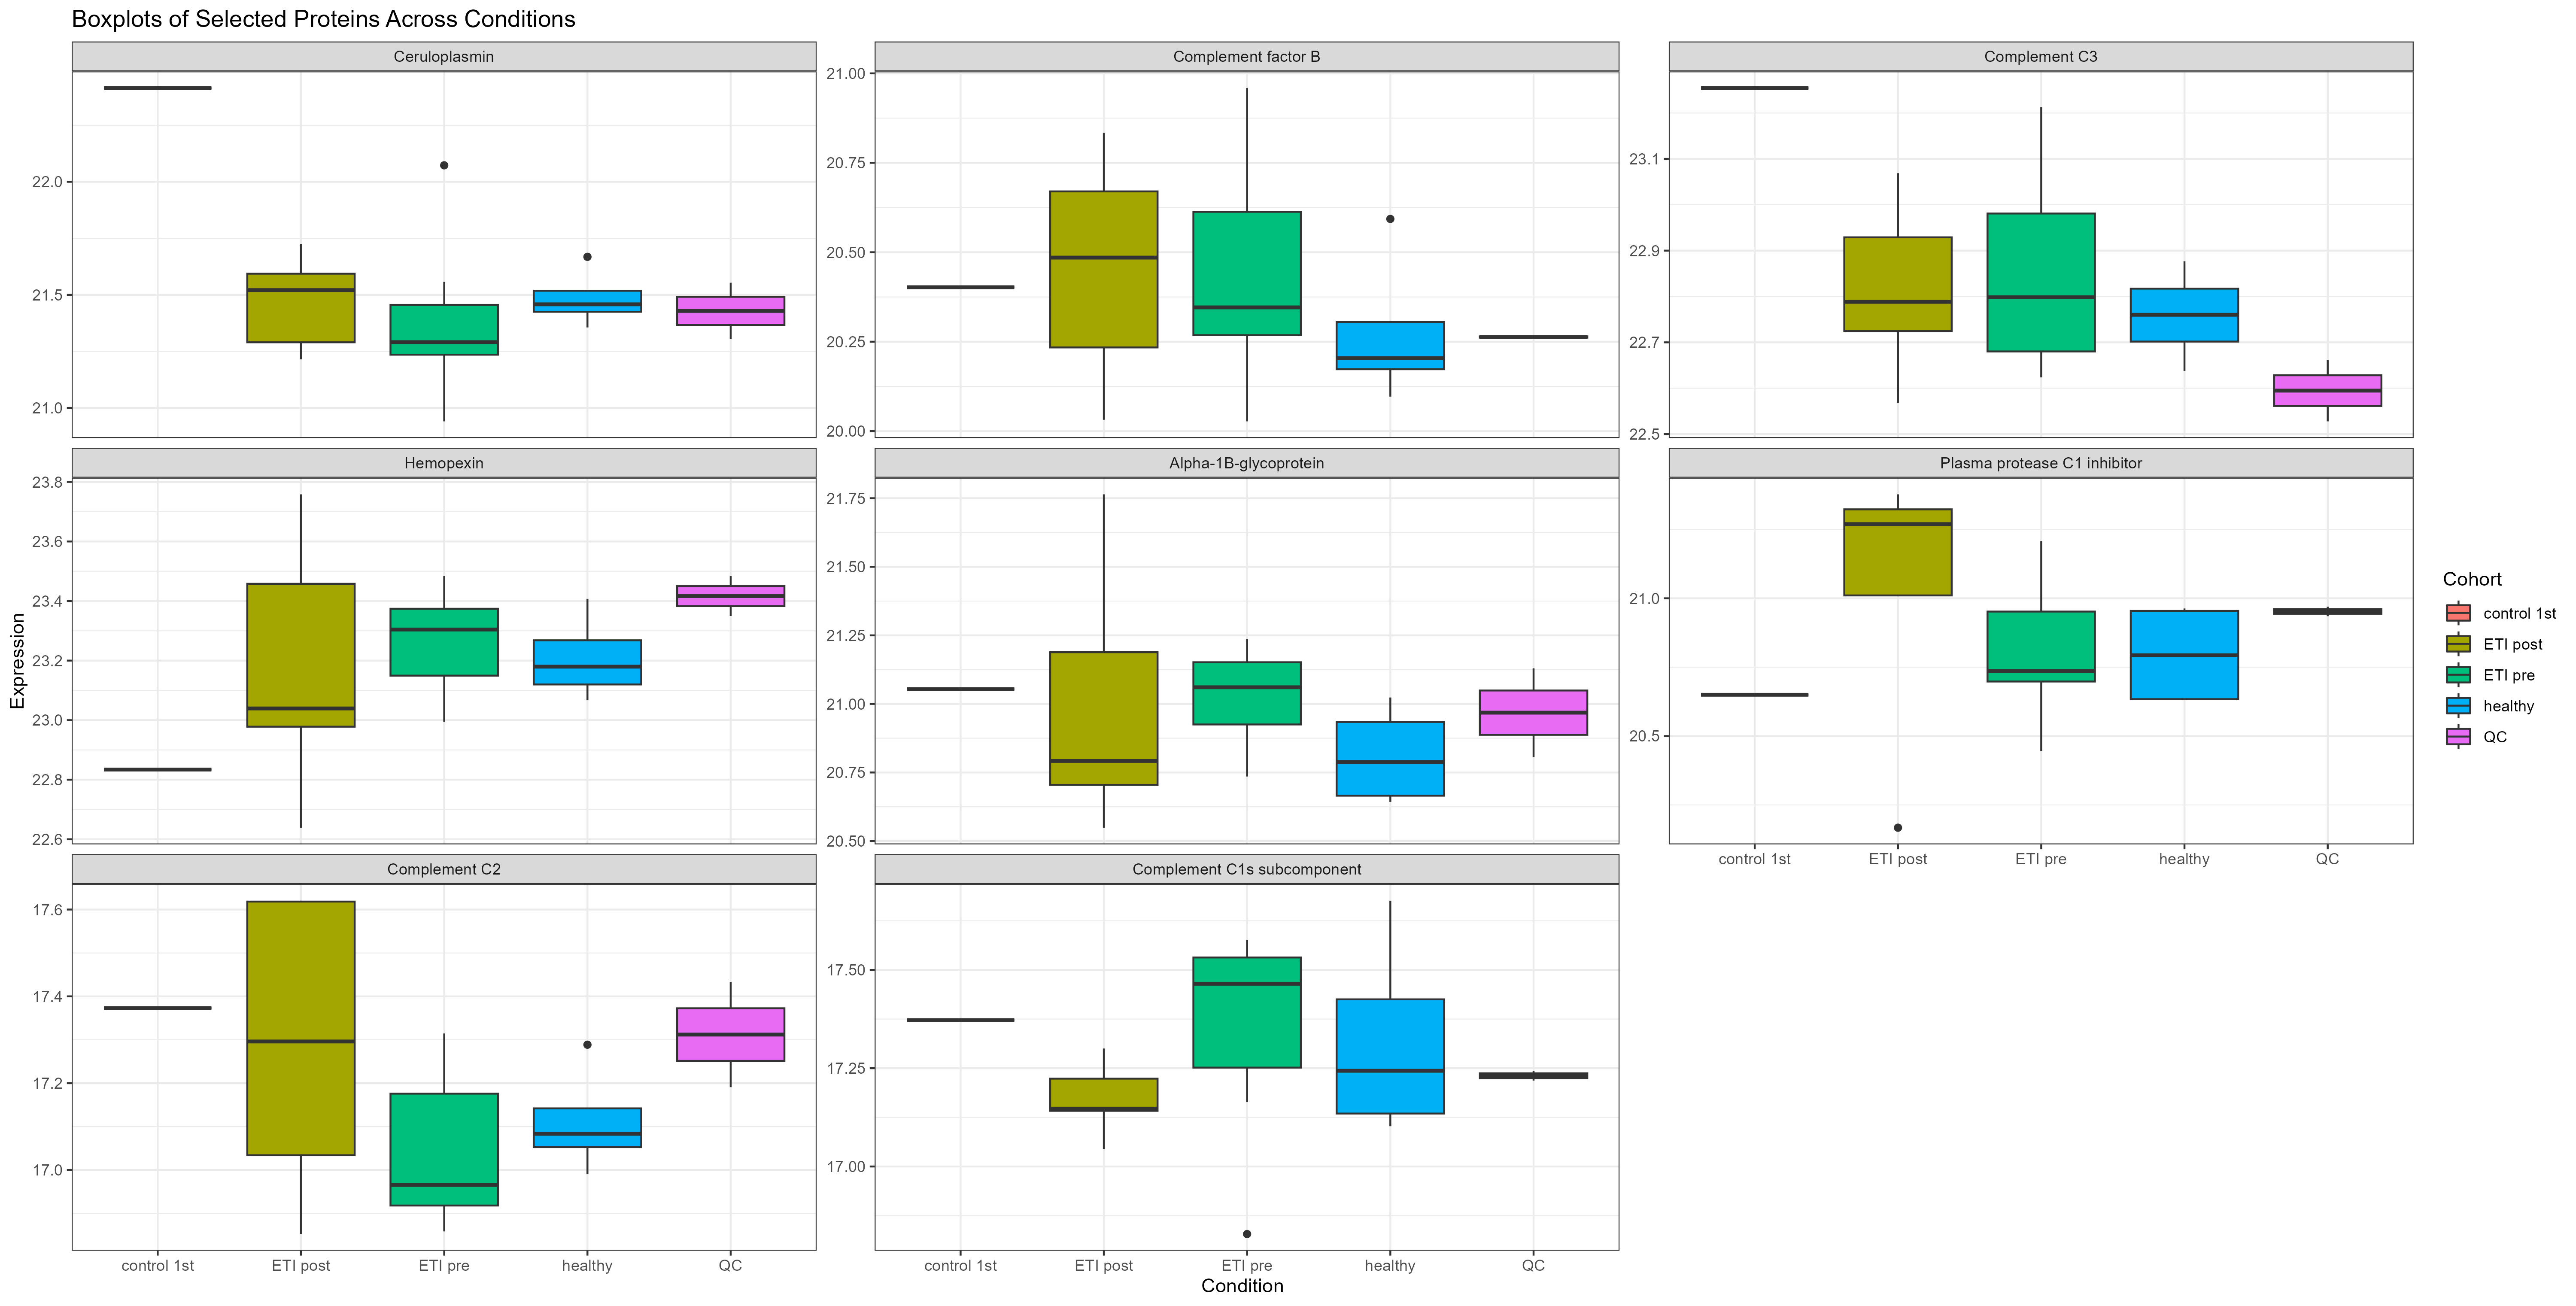 Boxplots of Selected Proteins Across Conditions
Ceruloplasmin
22.0
21.5
21.0
Complement factor B
21.00
20.75
20.50
20.25
20.00
Complement C3
23.1
22.9
22.7
22.5
Hemopexin
23.8
23.6
23.4
23.2
23.0
22.8
22.6
Alpha-1B-glycoprotein
21.75
21.50
21.25
21.00
20.75
20.50
Plasma protease C1 inhibitor
21.0
20.5
control 1st ETI post ETI pre healthy QC
Complement C2
17.6
17.4
17.2
17.0
control 1st ETI post ETI pre healthy QC
Complement C1s subcomponent
17.50
17.25
17.00
control 1st ETI post ETI pre healthy QC
Expression
Condition
Cohort
control 1st
ETI post
ETI pre
healthy
QC